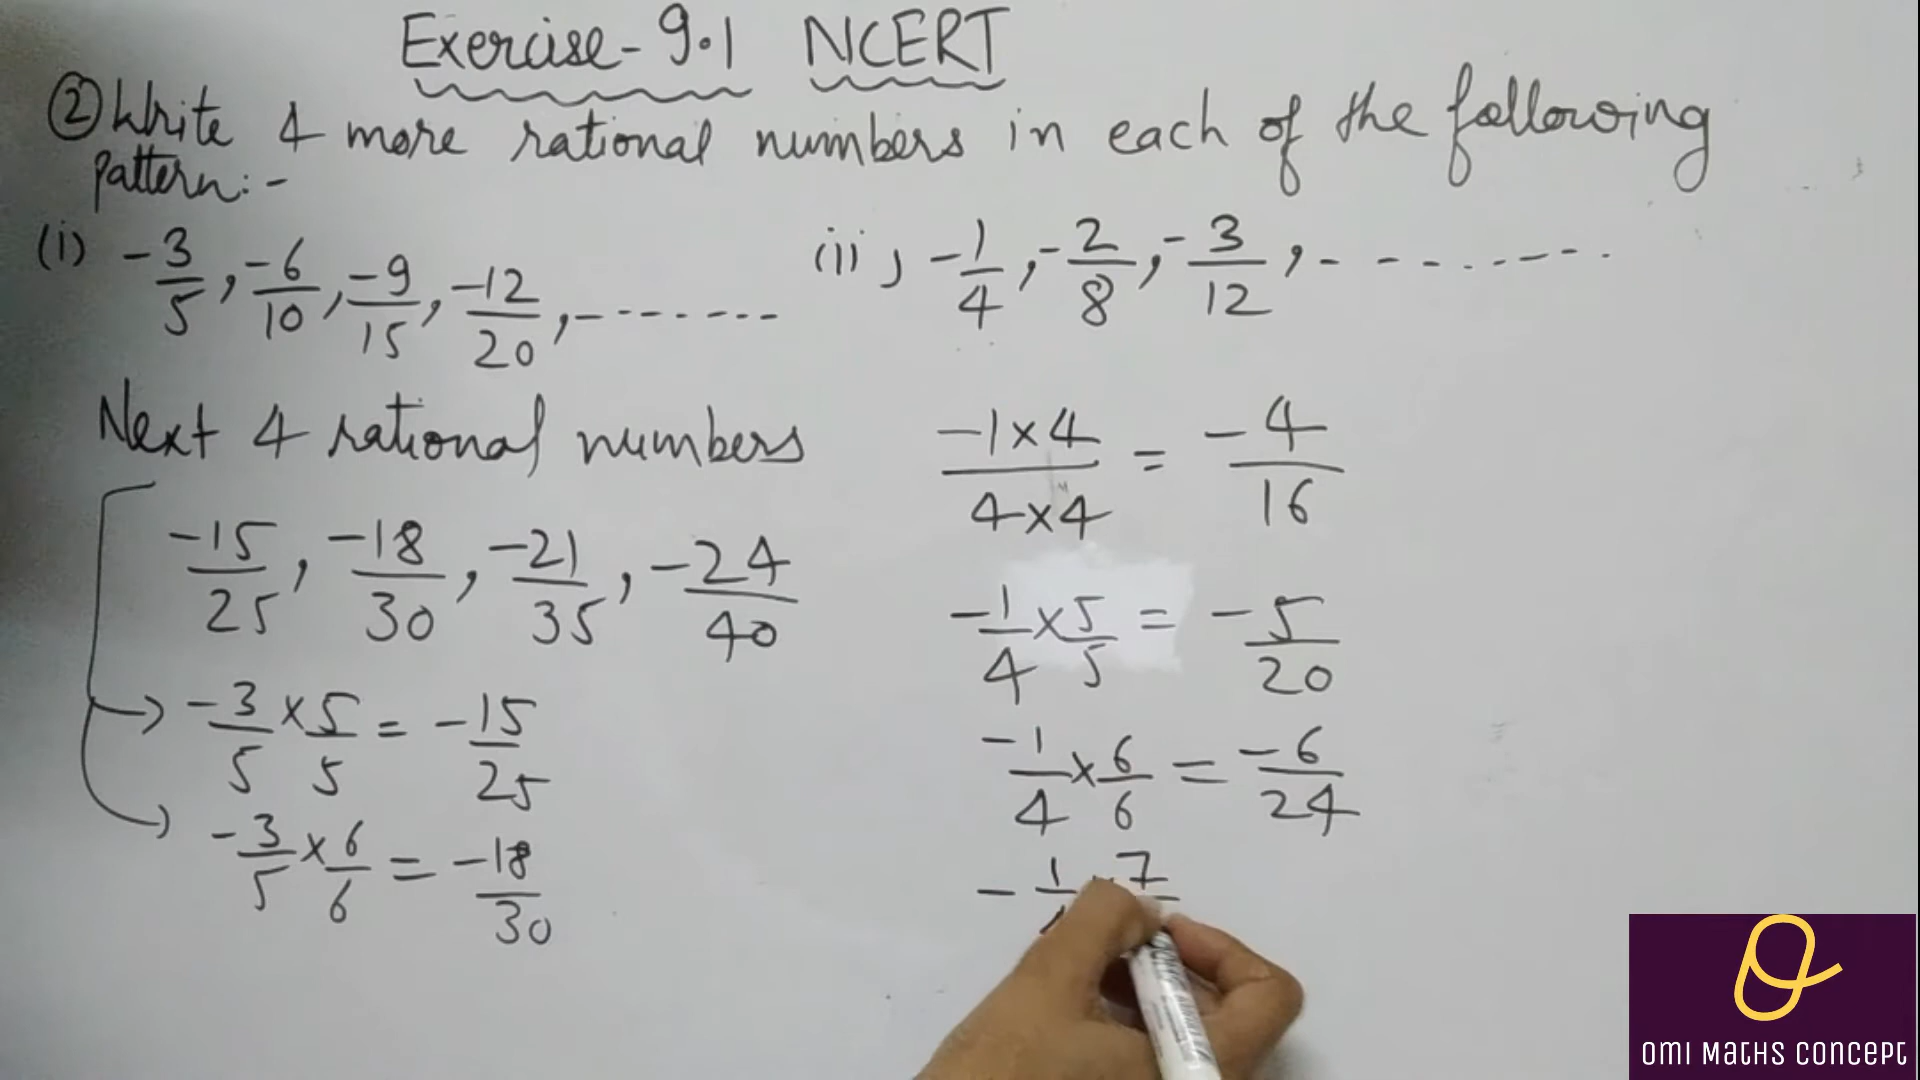 Exercise-9.1 NCERT
② Write 4 more rational numbers in each of the following
pattern:-
(i) -3/5, -6/10, -9/15, -12/20, --------
(ii) -1/4, -2/8, -3/12, --------
Next 4 rational numbers
-15/25, -18/30, -21/35, -24/40
-3/5 × 5/5 = -15/25
-3/5 × 6/6 = -18/30
-1×4/4×4 = -4/16
-1/4 × 5/5 = -5/20
-1/4 × 6/6 = -6/24
OMI MATHS CONCEPT